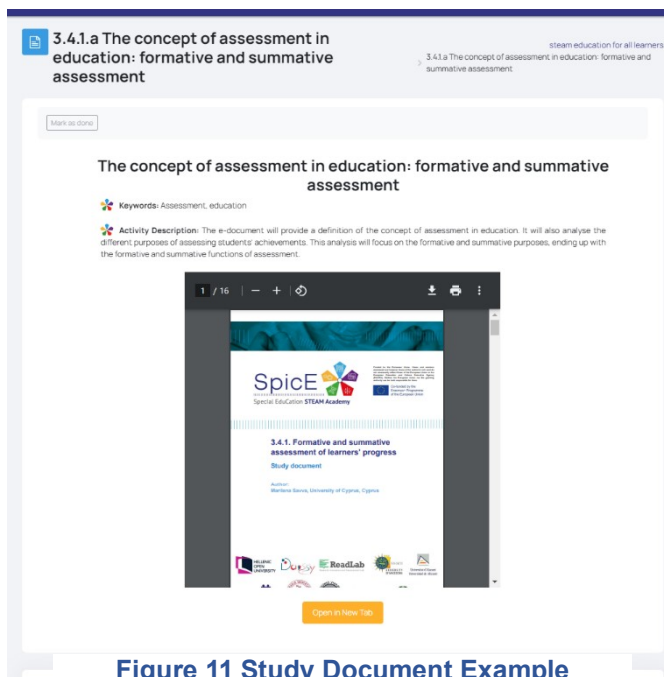 3.4.1.a The concept of assessment in
education: formative and summative
assessment
steam education for all learners
3.4.1.a The concept of assessment in education: formative and
summative assessment
Mark as done
The concept of assessment in education: formative and summative
assessment
Keywords: Assessment, education
Activity Description: The e-document will provide a definition of the concept of assessment in education. It will also analyse the
different purposes of assessing students' achievements. This analysis will focus on the formative and summative purposes, ending up with
the formative and summative functions of assessment.
1 / 16
SpicE
Special EduCation STEAM Academy
3.4.1. Formative and summative
assessment of learners' progress
Study document
Author:
University of Cyprus, Cyprus
HELLENIC
OPEN
UNIVERSITY
ReadLab
Open in New Tab
Figure 11 Study Document Example